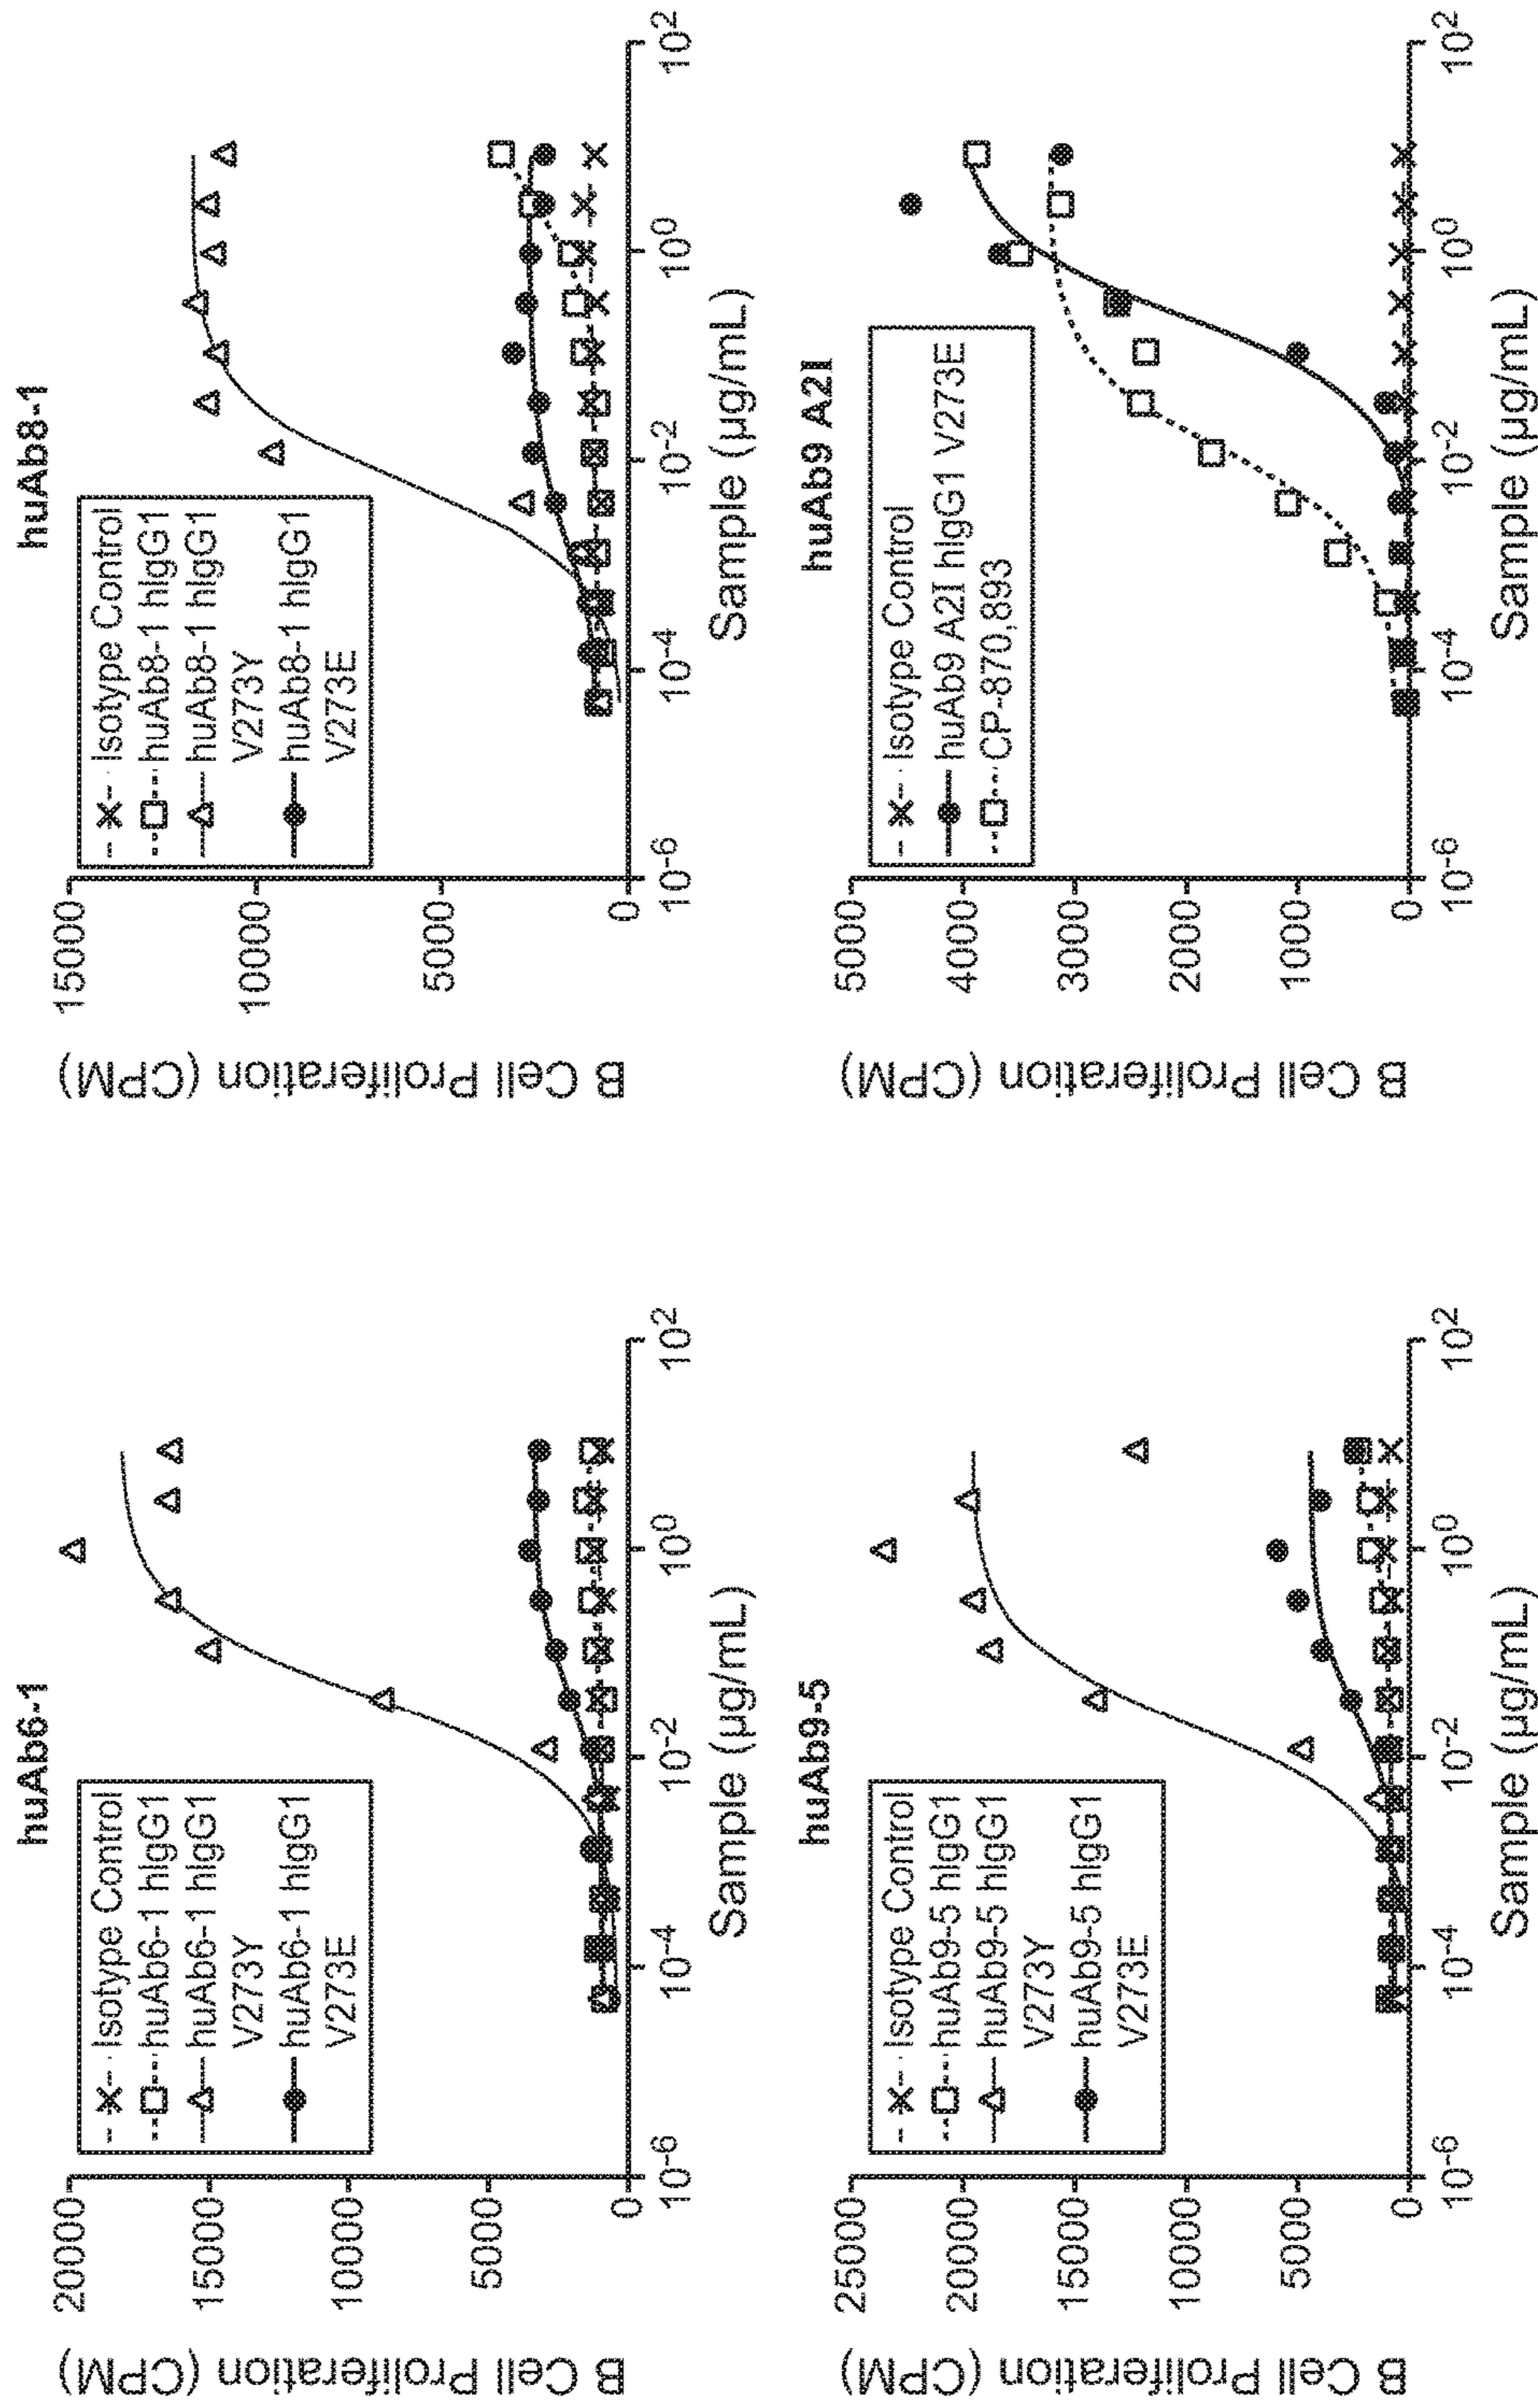 huAb6-1
B Cell Proliferation (CPM)
20000
15000
10000
5000
0
10-6
10-4
10-2
100
102
Sample (µg/mL)
Isotype Control
huAb6-1 hIgG1
huAb6-1 hIgG1
V273Y
huAb6-1 hIgG1
V273E
huAb8-1
B Cell Proliferation (CPM)
15000
10000
5000
0
10-6
10-4
10-2
100
102
Sample (µg/mL)
Isotype Control
huAb8-1 hIgG1
huAb8-1 hIgG1
V273Y
huAb8-1 hIgG1
V273E
huAb9-5
B Cell Proliferation (CPM)
25000
20000
15000
10000
5000
0
10-6
10-4
10-2
100
102
Sample (µg/mL)
Isotype Control
huAb9-5 hIgG1
huAb9-5 hIgG1
V273Y
huAb9-5 hIgG1
V273E
huAb9 A2I
B Cell Proliferation (CPM)
5000
4000
3000
2000
1000
0
10-6
10-4
10-2
100
102
Sample (µg/mL)
Isotype Control
huAb9 A2I hIgG1 V273E
CP-870,893